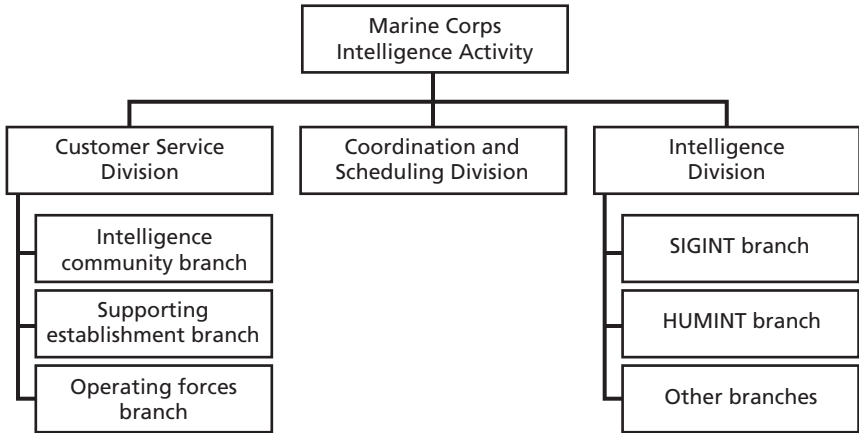 Marine Corps
Intelligence Activity
Customer Service
Division
Coordination and
Scheduling Division
Intelligence
Division
Intelligence
community branch
Supporting
establishment branch
Operating forces
branch
SIGINT branch
HUMINT branch
Other branches